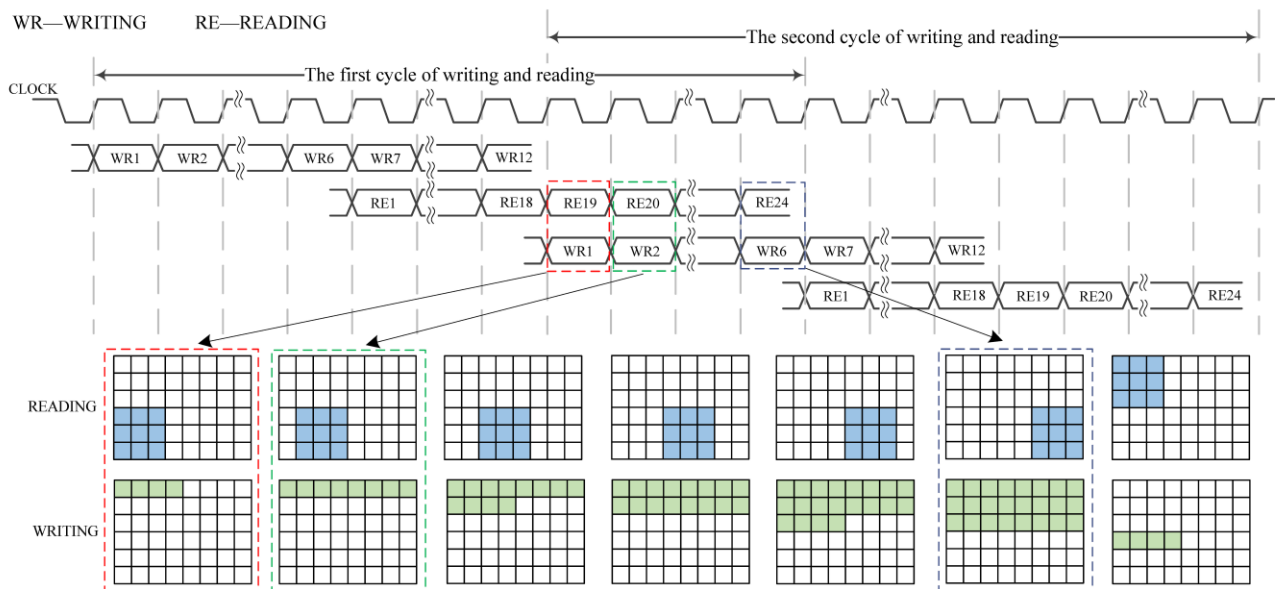 WR—WRITING RE—READING
The second cycle of writing and reading
The first cycle of writing and reading
CLOCK
WR1 WR2 WR6 WR7 WR12
RE1 RE18 RE19 RE20 RE24
WR1 WR2 WR6 WR7 WR12
RE1 RE18 RE19 RE20 RE24
READING
WRITING